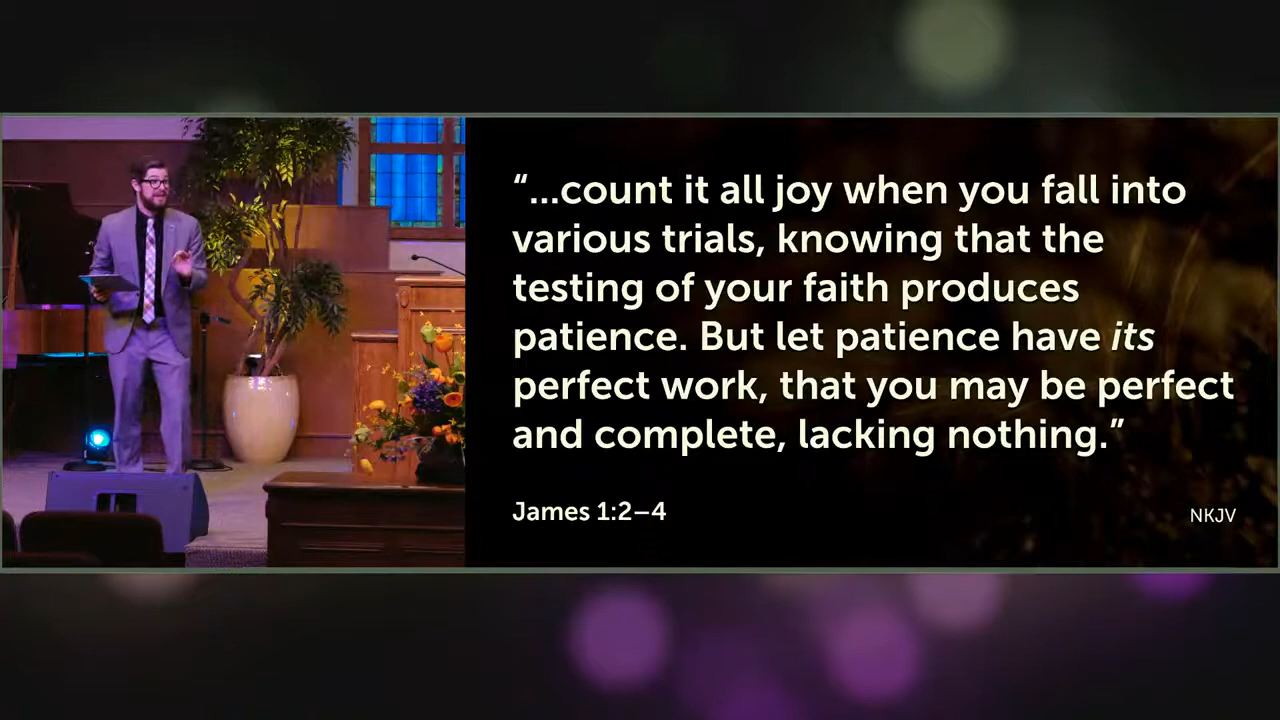 “...count it all joy when you fall into
various trials, knowing that the
testing of your faith produces
patience. But let patience have its
perfect work, that you may be perfect
and complete, lacking nothing.”
James 1:2–4
NKJV